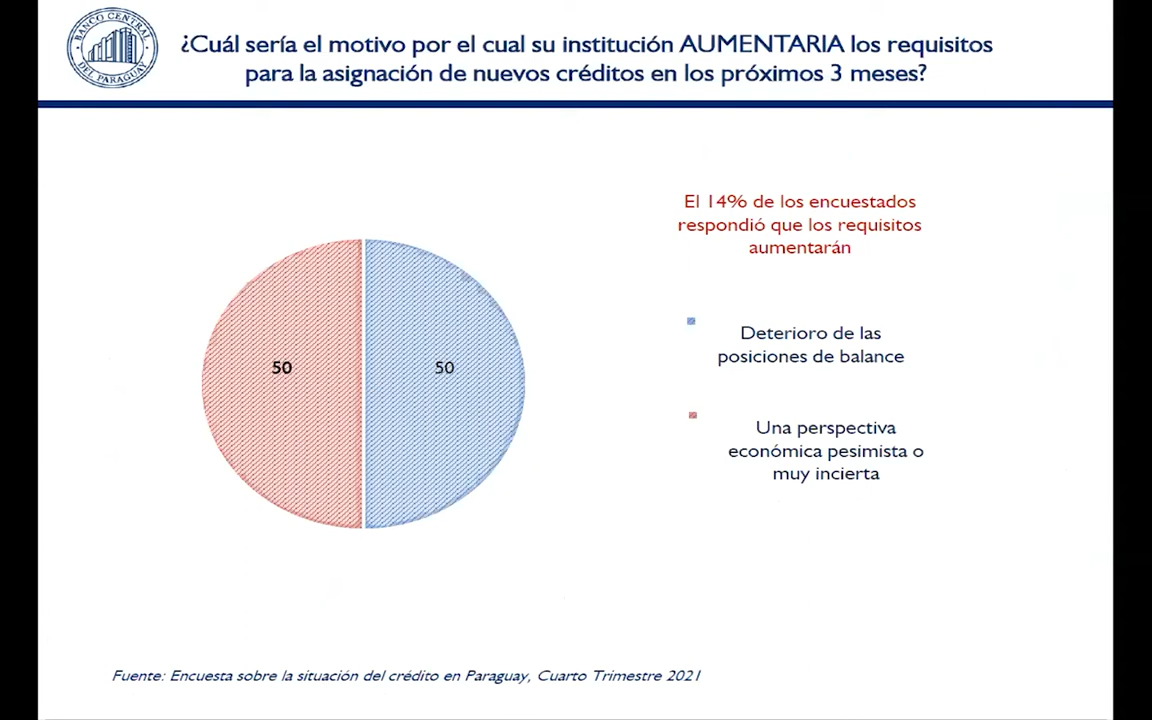 BANCO CENTRAL
DEL PARAGUAY
¿Cuál sería el motivo por el cual su institución AUMENTARIA los requisitos
para la asignación de nuevos créditos en los próximos 3 meses?
El 14% de los encuestados
respondió que los requisitos
aumentarán
50
50
Deterioro de las
posiciones de balance
Una perspectiva
económica pesimista o
muy incierta
Fuente: Encuesta sobre la situación del crédito en Paraguay, Cuarto Trimestre 2021